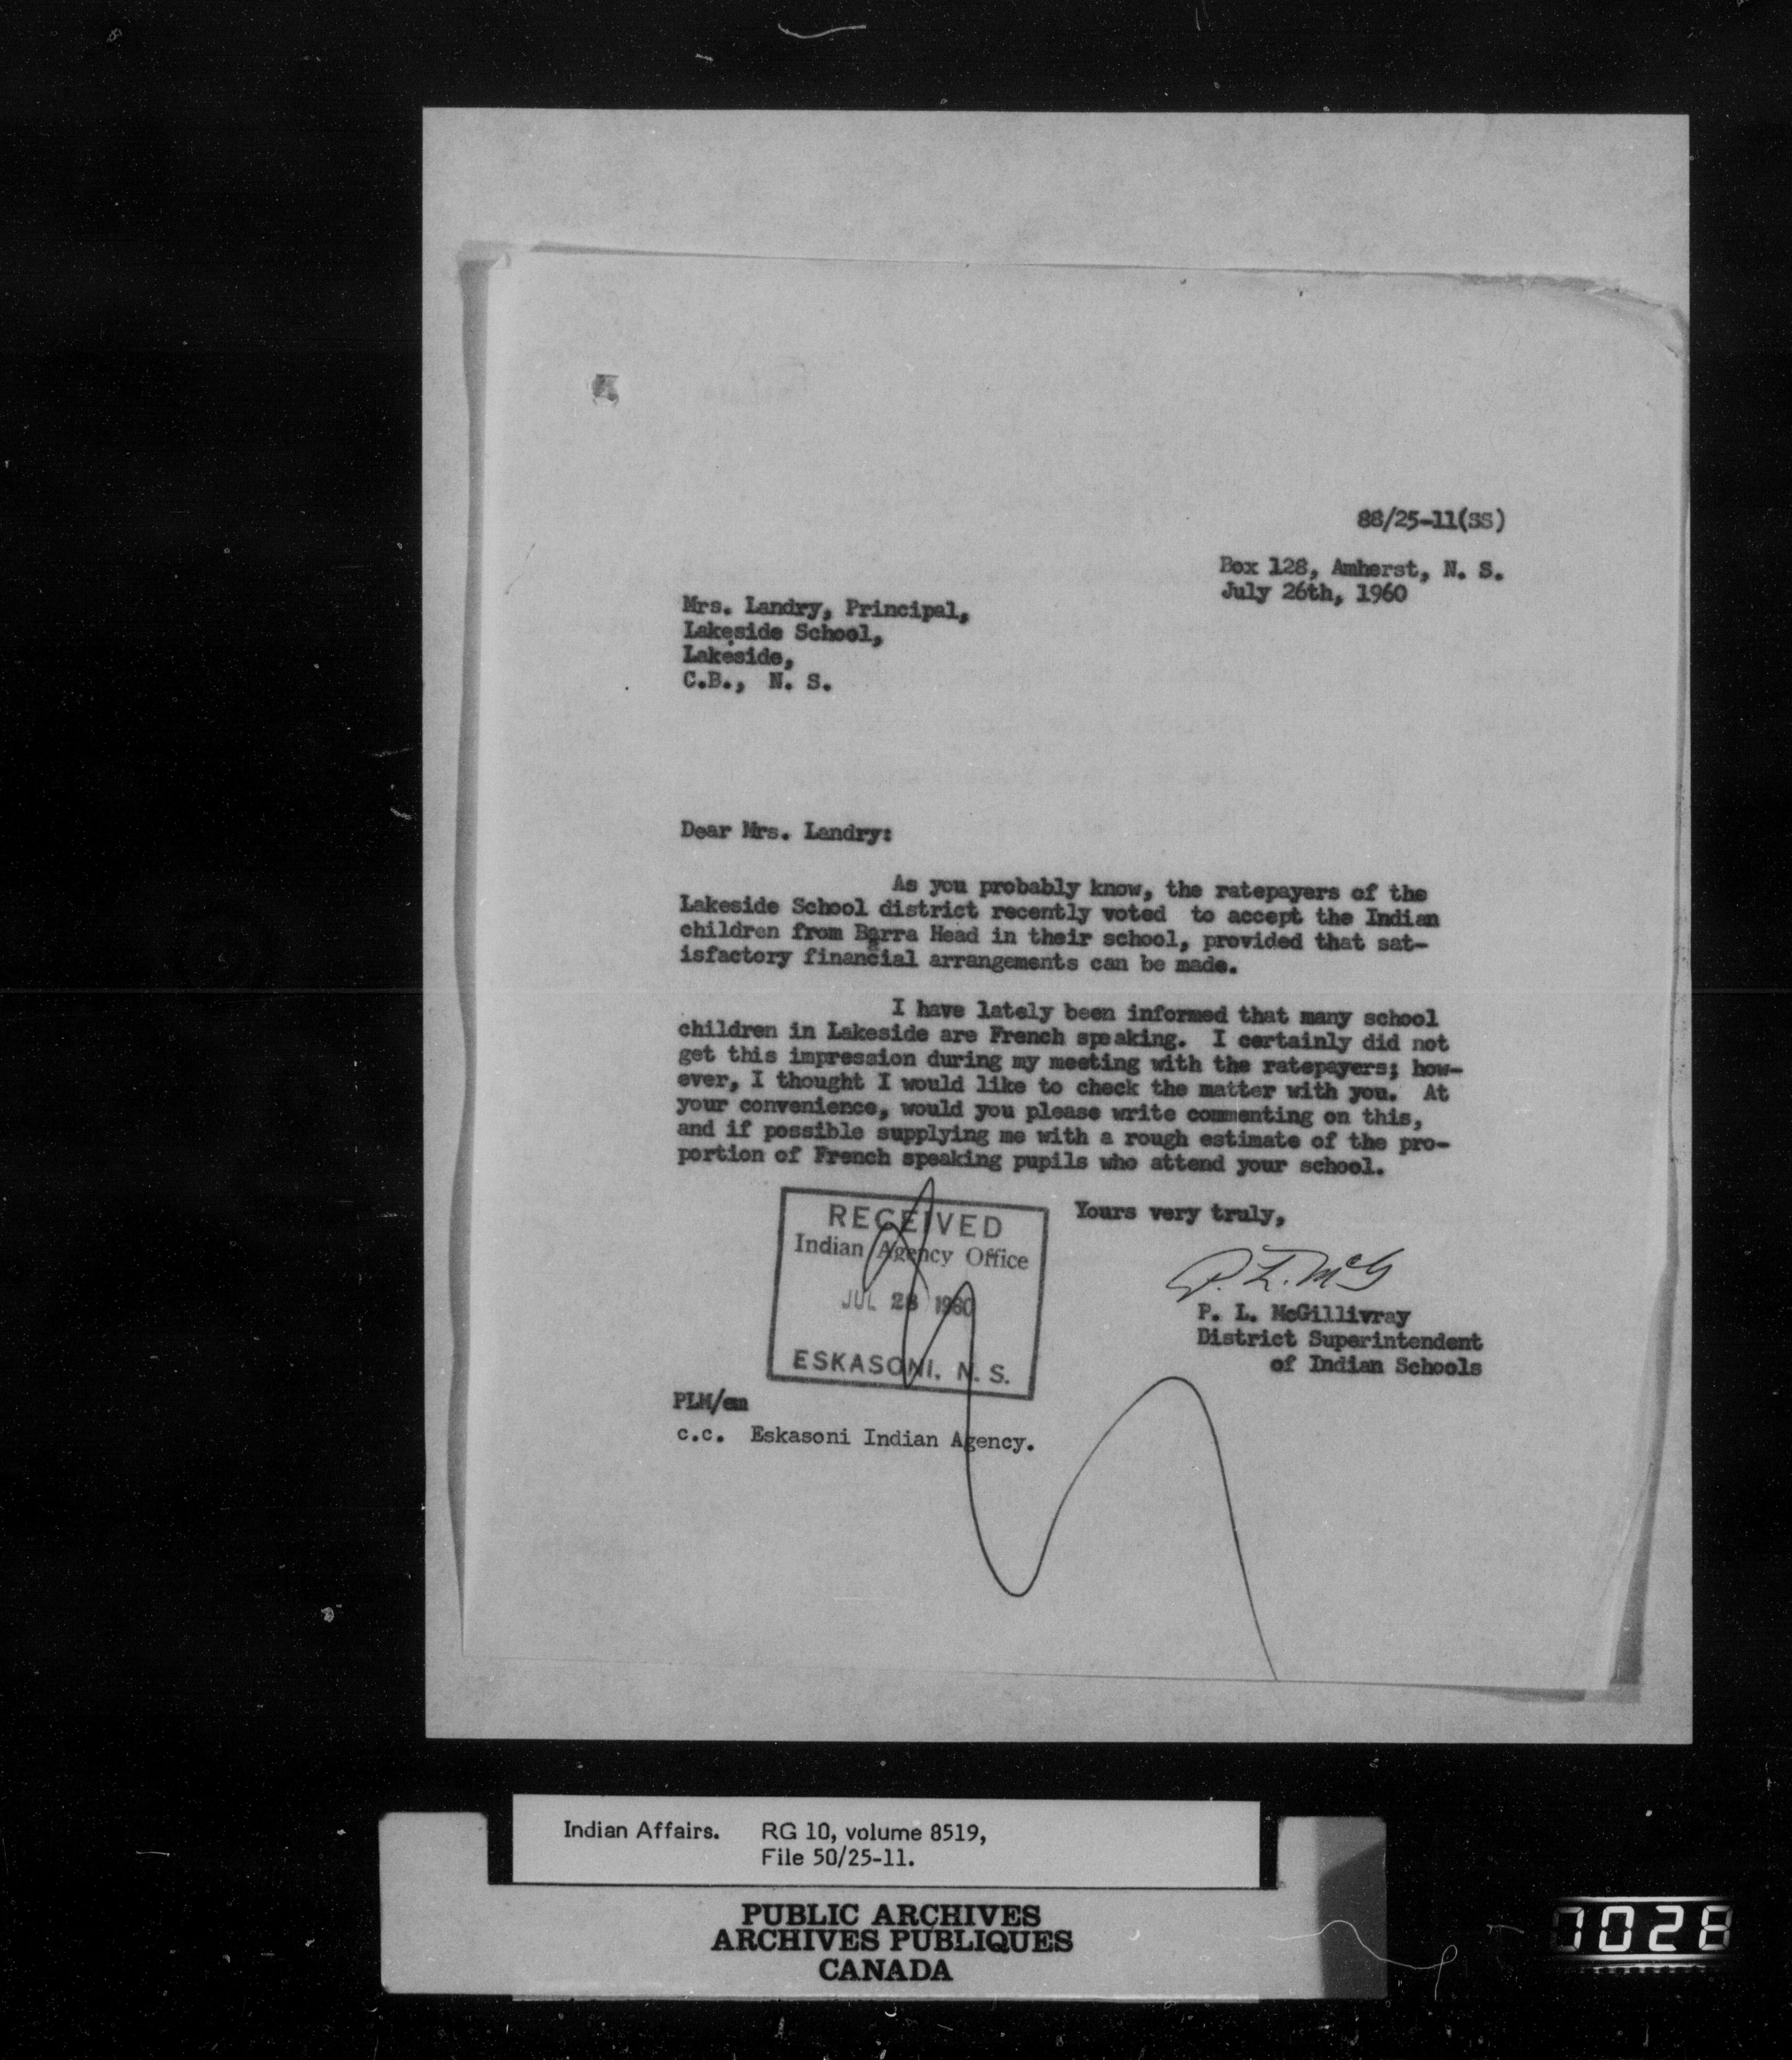 88/25-11(SS)
Box 128, Amherst, N. S.
July 26th, 1960
Mrs. Landry, Principal,
Lakeside School,
Lakeside,
C.B., N. S.
Dear Mrs. Landry:
As you probably know, the ratepayers of the
Lakeside School district recently voted to accept the Indian
children from Barra Head in their school, provided that sat-
isfactory financial arrangements can be made.
I have lately been informed that many school
children in Lakeside are French speaking. I certainly did not
get this impression during my meeting with the ratepayers; how-
ever, I thought I would like to check the matter with you. At
your convenience, would you please write commenting on this,
and if possible supplying me with a rough estimate of the pro-
portion of French speaking pupils who attend your school.
Yours very truly,
RECEIVED
Indian Agency Office
JUL 28 1960
ESKASONI, N. S.
P. L. McG
P. L. McGillivray
District Superintendent
of Indian Schools
PLM/em
c.c. Eskasoni Indian Agency.
Indian Affairs. RG 10, volume 8519,
File 50/25-11.
PUBLIC ARCHIVES
ARCHIVES PUBLIQUES
CANADA